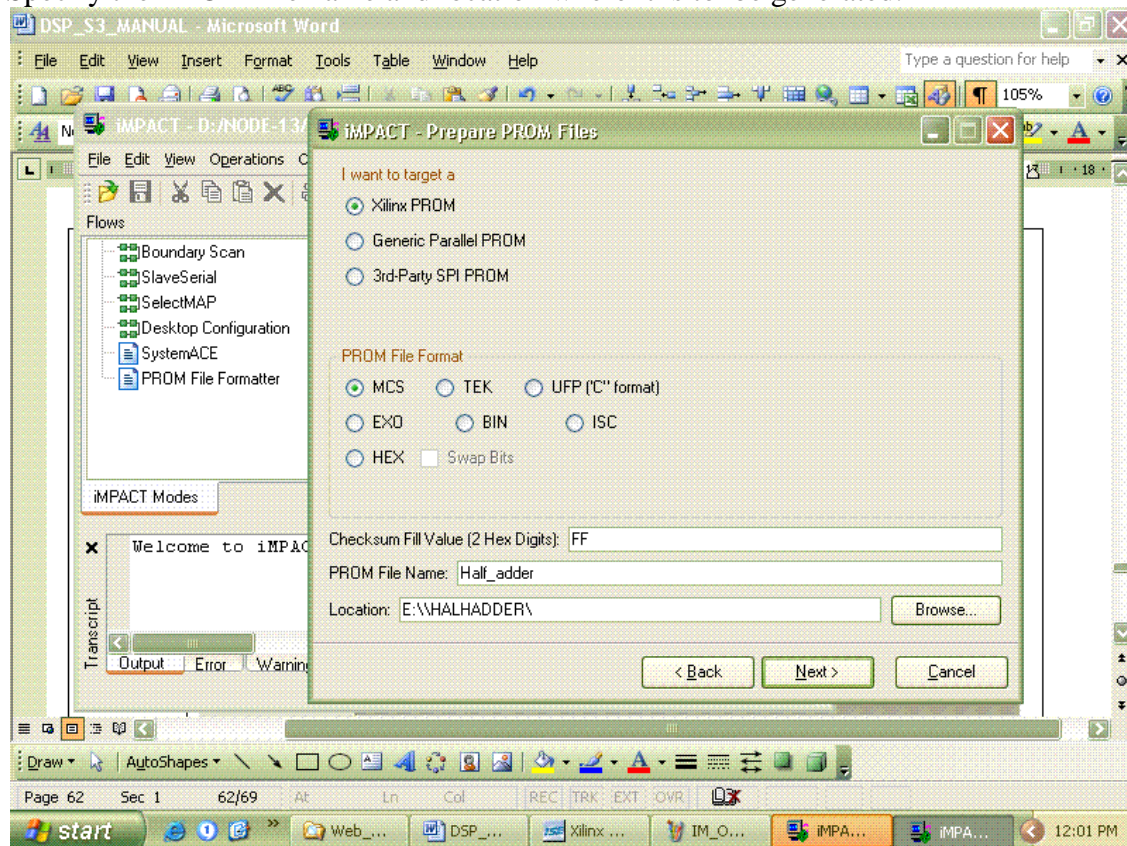 DSP_S3_MANUAL - Microsoft Word
File Edit View Insert Format Tools Table Window Help
Type a question for help
105%
iMPACT - D:/NODE-13/
iMPACT - Prepare PROM Files
File Edit View Operations
18
Flows
Boundary Scan
SlaveSerial
SelectMAP
Desktop Configuration
SystemACE
PROM File Formatter
iMPACT Modes
I want to target a
Xilinx PROM
Generic Parallel PROM
3rd-Party SPI PROM
PROM File Format
MCS TEK UFP ("C" format)
EXO BIN ISC
HEX Swap Bits
Checksum Fill Value (2 Hex Digits): FF
PROM File Name: Half_adder
Location: E:\\HALHADDER\ Browse...
< Back Next > Cancel
Welcome to iMPAC
Transcript
Output Error Warnin
Draw AutoShapes
Page 62 Sec 1 62/69 At Ln Col REC TRK EXT OVR
start Web_... DSP_... Xilinx ... IM_O... iMPA... iMPA... 12:01 PM